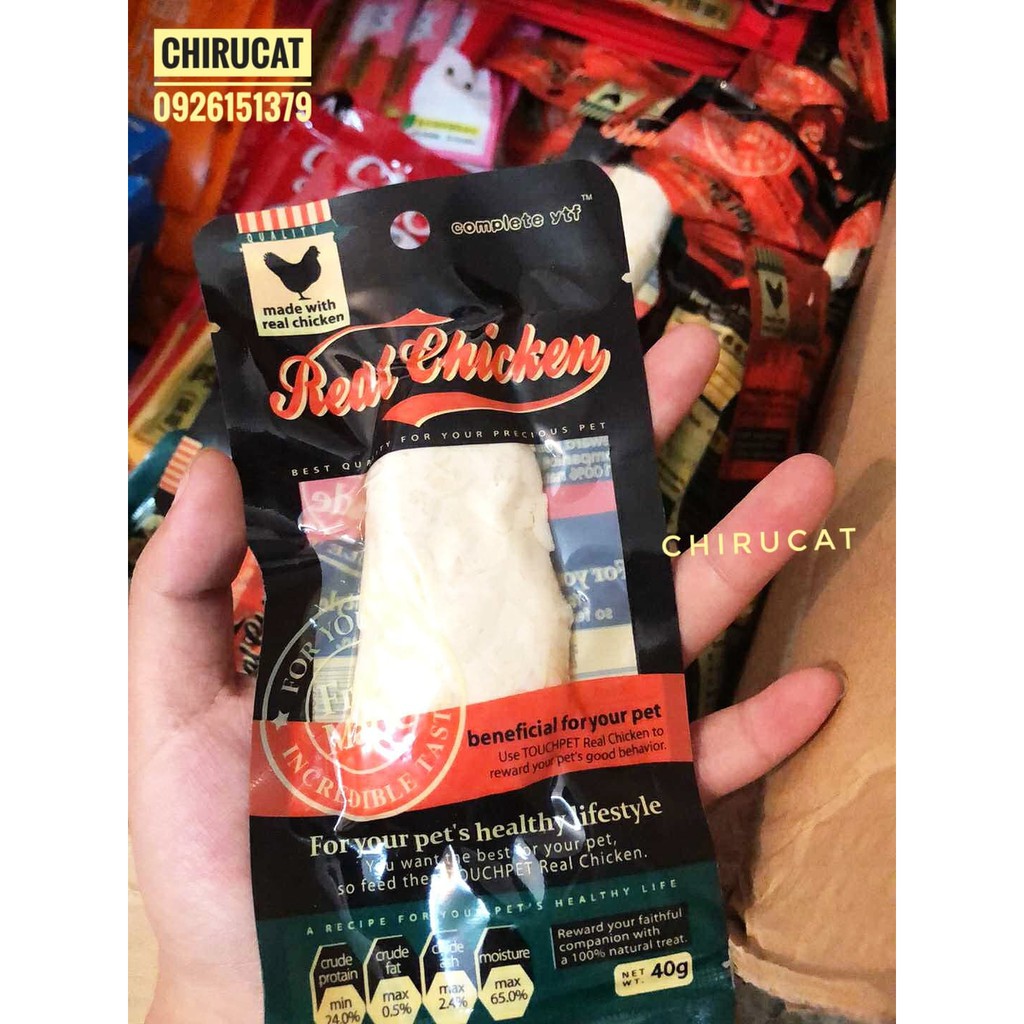 CHIRUCAT
0926151379
complete ytf™
QUALITY
made with
real chicken
Real Chicken
BEST QUALITY FOR YOUR PRECIOUS PET
CHIRUCAT
FOR YOU
INCREDIBLE TAST
beneficial for your pet
Use TOUCHPET Real Chicken to
reward your pet's good behavior.
For your pet's healthy lifestyle
You want the best for your pet,
so feed them TOUCHPET Real Chicken.
A RECIPE FOR YOUR PET'S HEALTHY LIFE
crude
protein
min
24.0%
crude
fat
max
0.5%
crude
ash
max
2.4%
moisture
max
65.0%
Reward your faithful
companion with
a 100% natural treat.
NET
WT. 40g